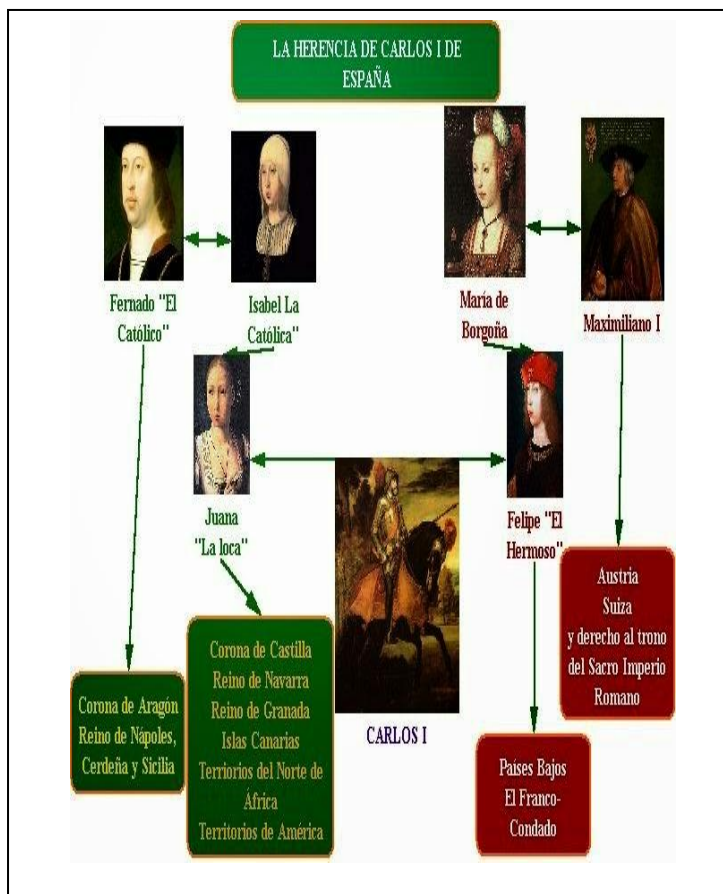 LA HERENCIA DE CARLOS I DE
ESPAÑA
Fernado "El
Católico"
Isabel La
Católica"
María de
Borgoña
Maximiliano I
Juana
"La loca"
Felipe "El
Hermoso"
Austria
Suiza
y derecho al trono
del Sacro Imperio
Romano
Corona de Castilla
Reino de Navarra
Reino de Granada
Islas Canarias
Terriorios del Norte de
África
Territorios de América
Corona de Aragón
Reino de Nápoles,
Cerdeña y Sicilia
CARLOS I
Países Bajos
El Franco-
Condado